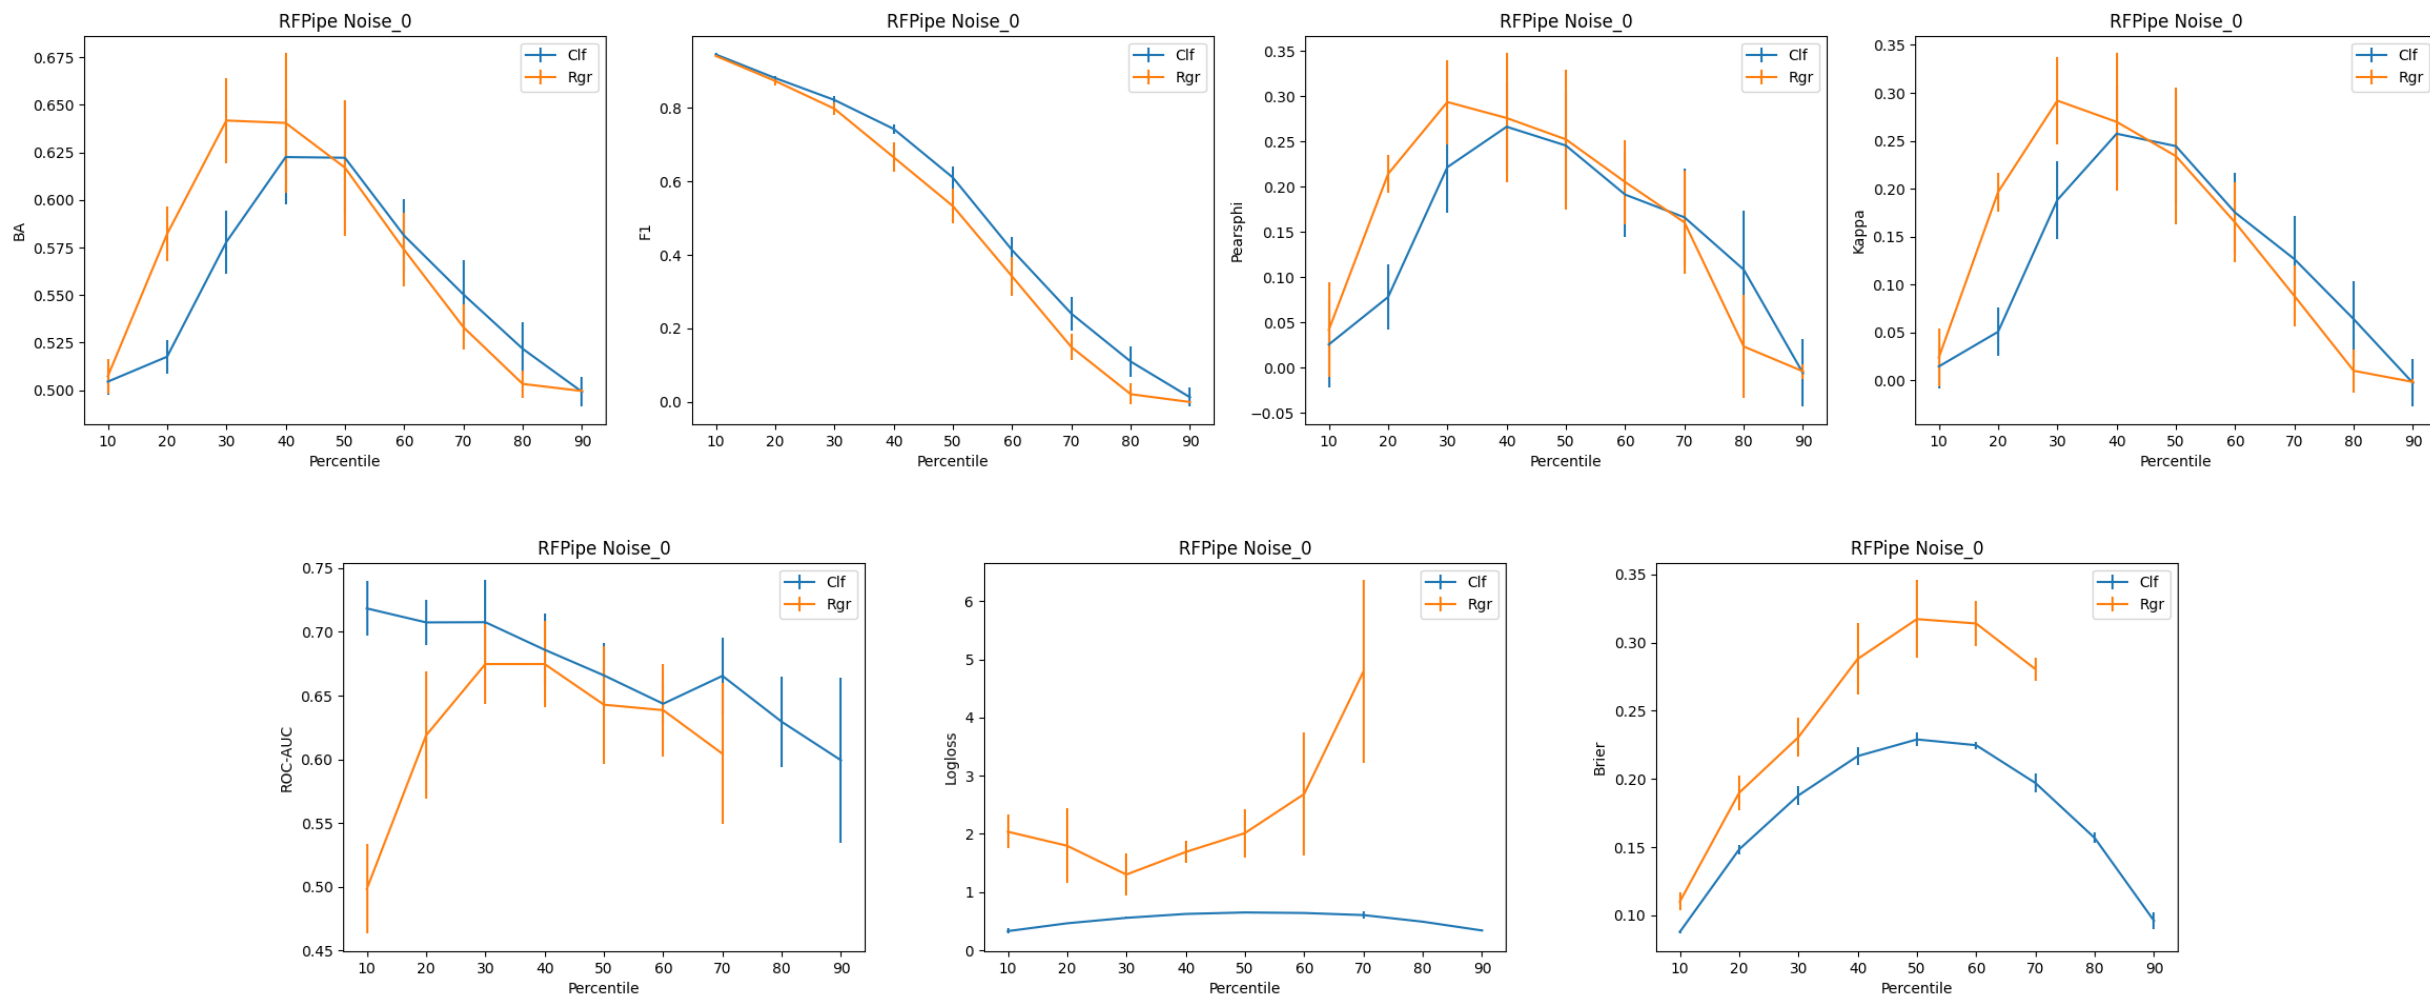 RFPipe Noise_0
BA
0.675
0.650
0.625
0.600
0.575
0.550
0.525
0.500
10 20 30 40 50 60 70 80 90
Percentile
Clf
Rgr
RFPipe Noise_0
F1
0.8
0.6
0.4
0.2
0.0
10 20 30 40 50 60 70 80 90
Percentile
Clf
Rgr
RFPipe Noise_0
Pearsphi
0.35
0.30
0.25
0.20
0.15
0.10
0.05
0.00
−0.05
10 20 30 40 50 60 70 80 90
Percentile
Clf
Rgr
RFPipe Noise_0
Kappa
0.35
0.30
0.25
0.20
0.15
0.10
0.05
0.00
10 20 30 40 50 60 70 80 90
Percentile
Clf
Rgr
RFPipe Noise_0
ROC-AUC
0.75
0.70
0.65
0.60
0.55
0.50
0.45
10 20 30 40 50 60 70 80 90
Percentile
Clf
Rgr
RFPipe Noise_0
Logloss
6
5
4
3
2
1
0
10 20 30 40 50 60 70 80 90
Percentile
Clf
Rgr
RFPipe Noise_0
Brier
0.35
0.30
0.25
0.20
0.15
0.10
10 20 30 40 50 60 70 80 90
Percentile
Clf
Rgr